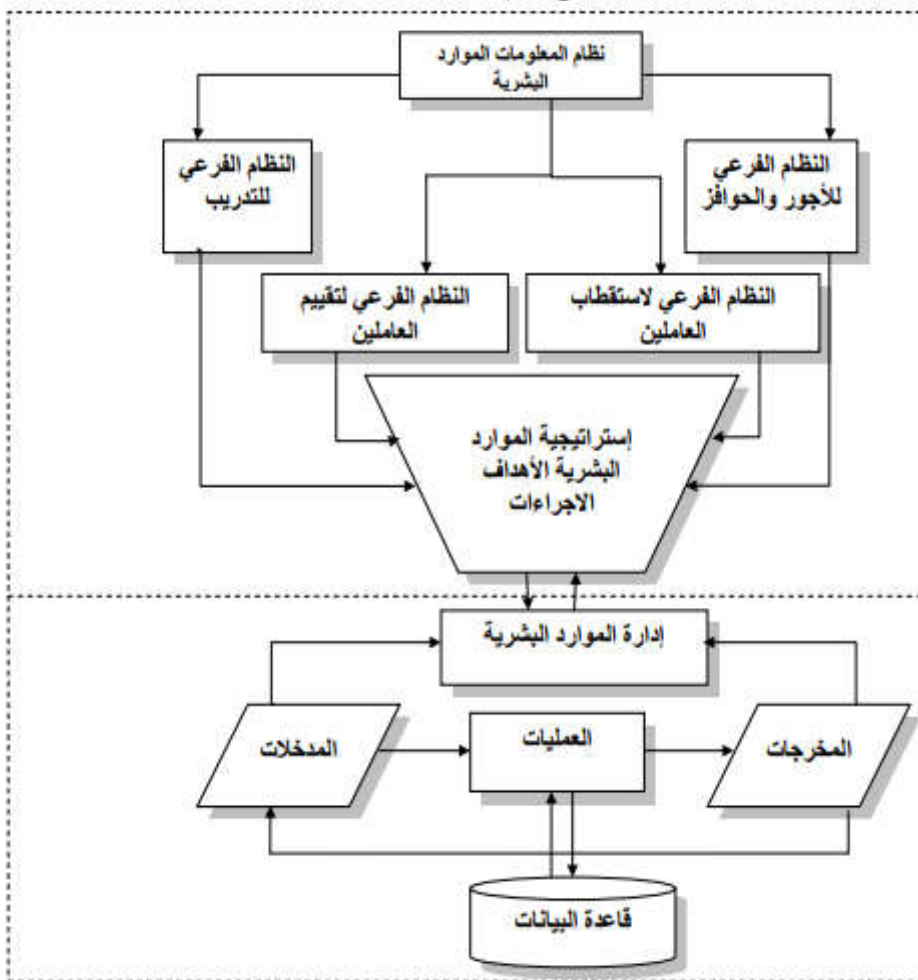 نظام المعلومات الموارد
البشرية
النظام الفرعي
للأجور والحوافز
النظام الفرعي
للتدريب
النظام الفرعي لاستقطاب
العاملين
النظام الفرعي لتقييم
العاملين
إستراتيجية الموارد
البشرية الأهداف
الاجراءات
إدارة الموارد البشرية
المدخلات
العمليات
المخرجات
قاعدة البيانات